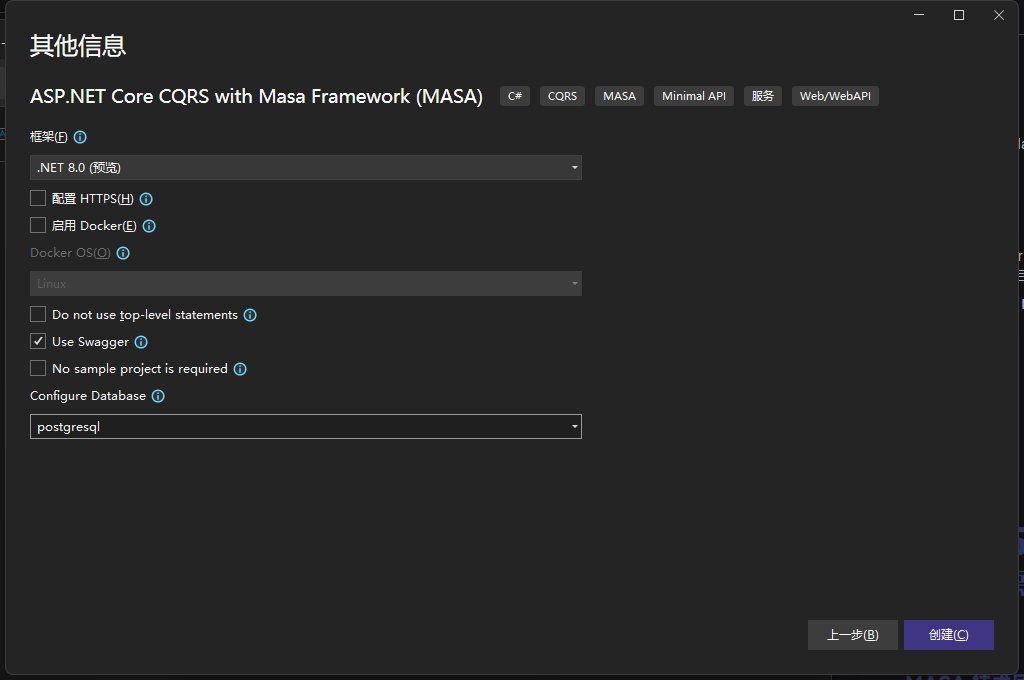 其他信息
ASP.NET Core CQRS with Masa Framework (MASA) C# CQRS MASA Minimal API 服务 Web/WebAPI
框架(F)
.NET 8.0 (预览)
配置 HTTPS(H)
启用 Docker(E)
Docker OS(O)
Linux
Do not use top-level statements
Use Swagger
No sample project is required
Configure Database
postgresql
上一步(B) 创建(C)